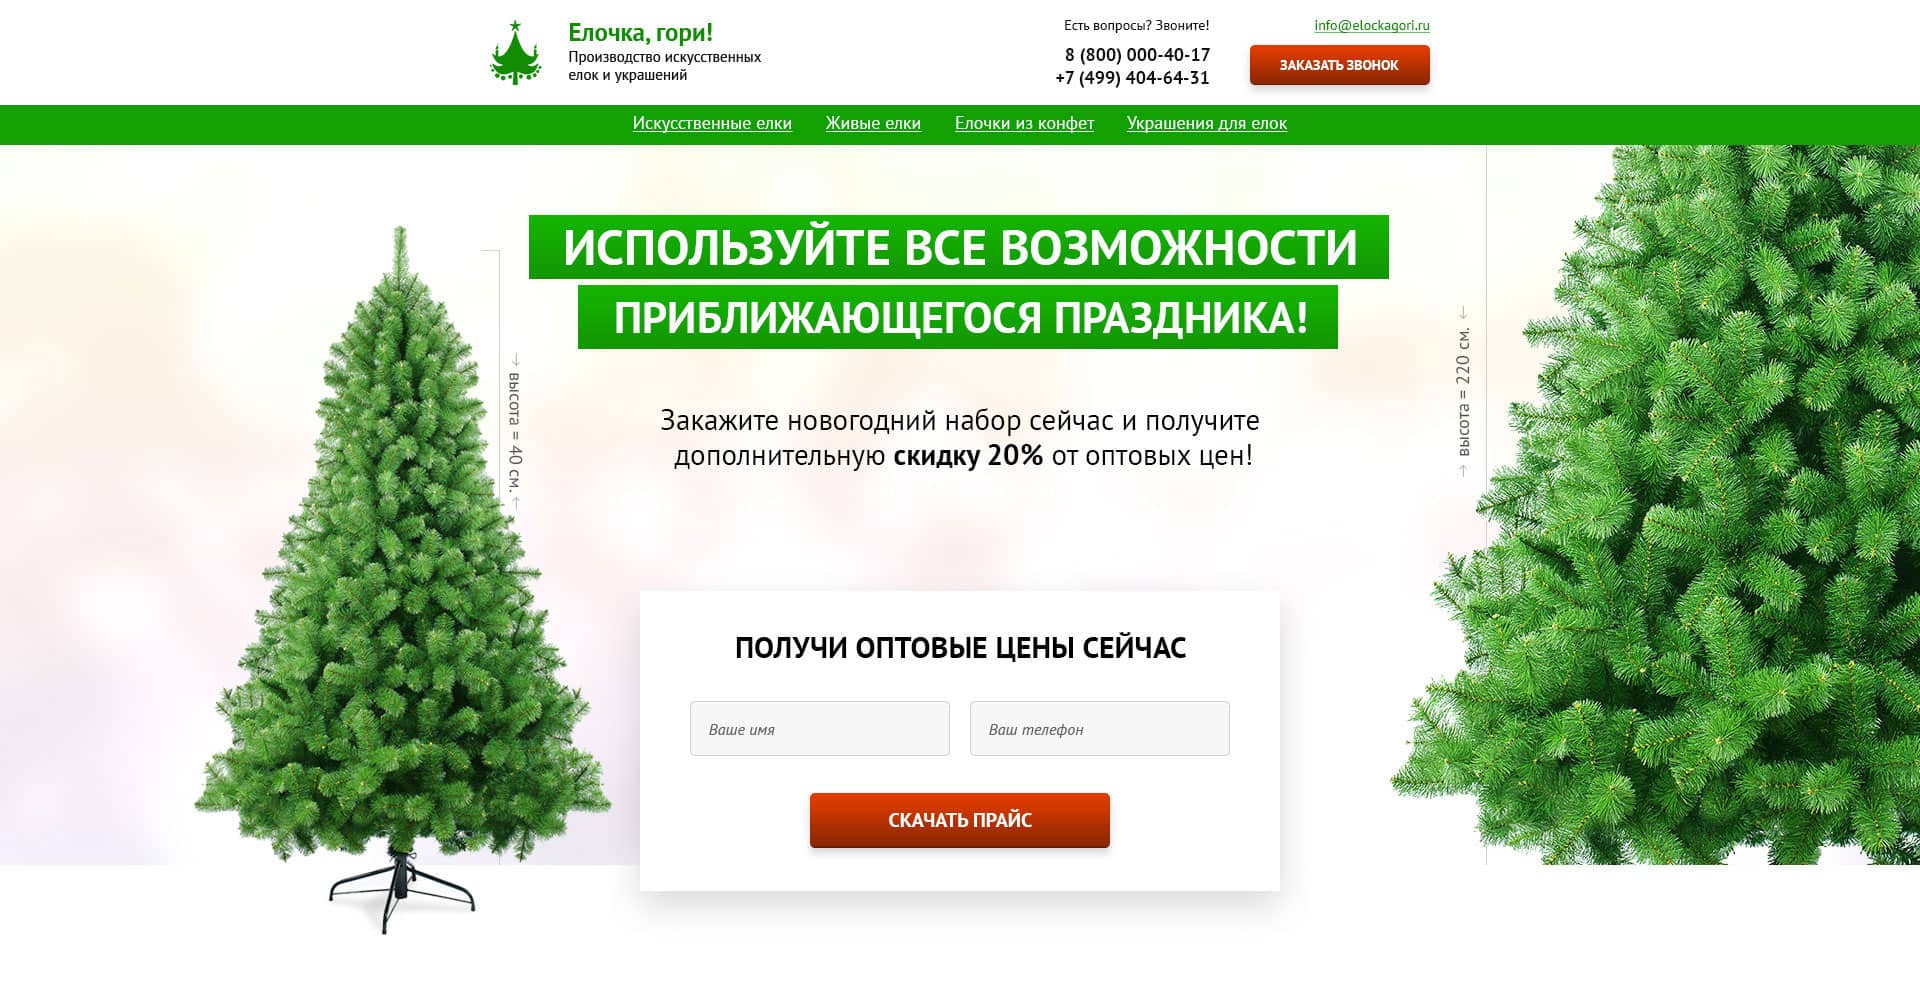 Елочка, гори!
Производство искусственных
елок и украшений
Есть вопросы? Звоните!
8 (800) 000-40-17
+7 (499) 404-64-31
info@elockagori.ru
ЗАКАЗАТЬ ЗВОНОК
Искусственные елки
Живые елки
Елочки из конфет
Украшения для елок
ИСПОЛЬЗУЙТЕ ВСЕ ВОЗМОЖНОСТИ
ПРИБЛИЖАЮЩЕГОСЯ ПРАЗДНИКА!
высота = 40 см.
высота = 220 см.
Закажите новогодний набор сейчас и получите
дополнительную скидку 20% от оптовых цен!
ПОЛУЧИ ОПТОВЫЕ ЦЕНЫ СЕЙЧАС
Ваше имя
Ваш телефон
СКАЧАТЬ ПРАЙС